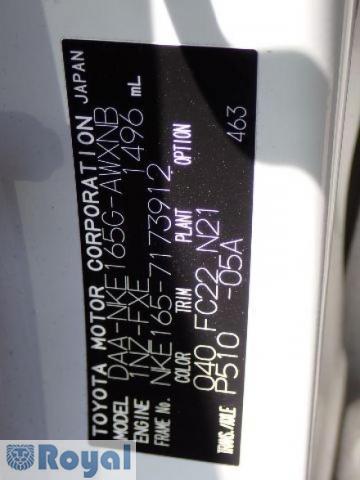 TOYOTA MOTOR CORPORATION JAPAN
MODEL DAA-NKE165G-AWXNB
ENGINE 1NZ-FXE 1496 mL
FRAME No. NKE165-7173912
COLOR TRIM PLANT OPTION
040 FC22 N21 463
TRANS./AXLE P510 -05A
Royal